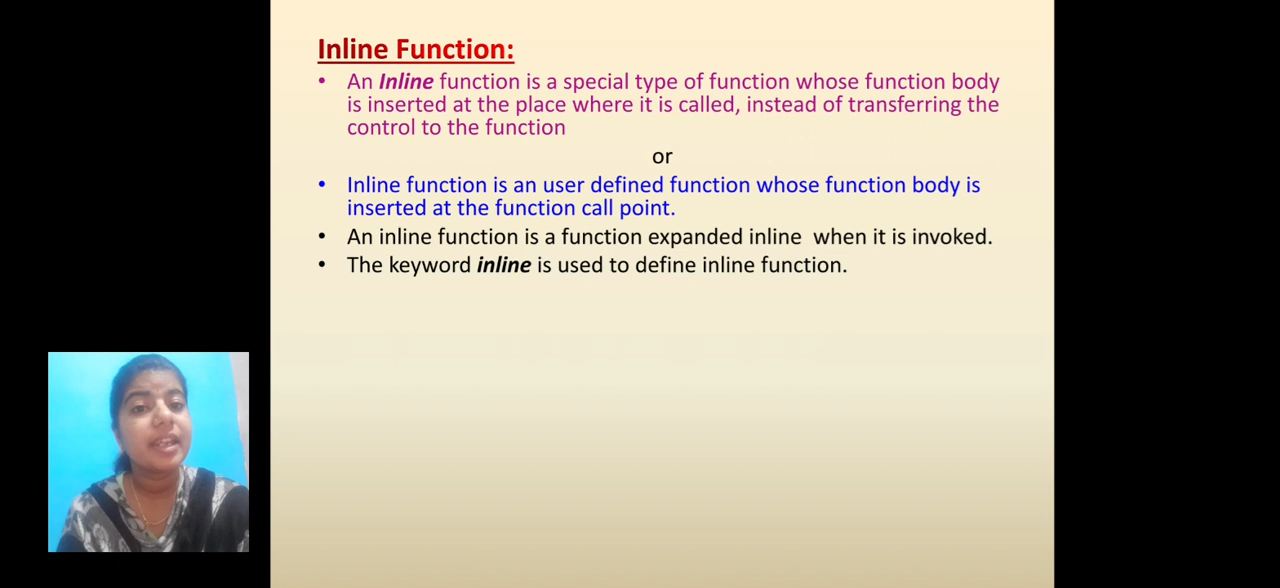 Inline Function:
• An Inline function is a special type of function whose function body
is inserted at the place where it is called, instead of transferring the
control to the function
or
• Inline function is an user defined function whose function body is
inserted at the function call point.
• An inline function is a function expanded inline  when it is invoked.
• The keyword inline is used to define inline function.